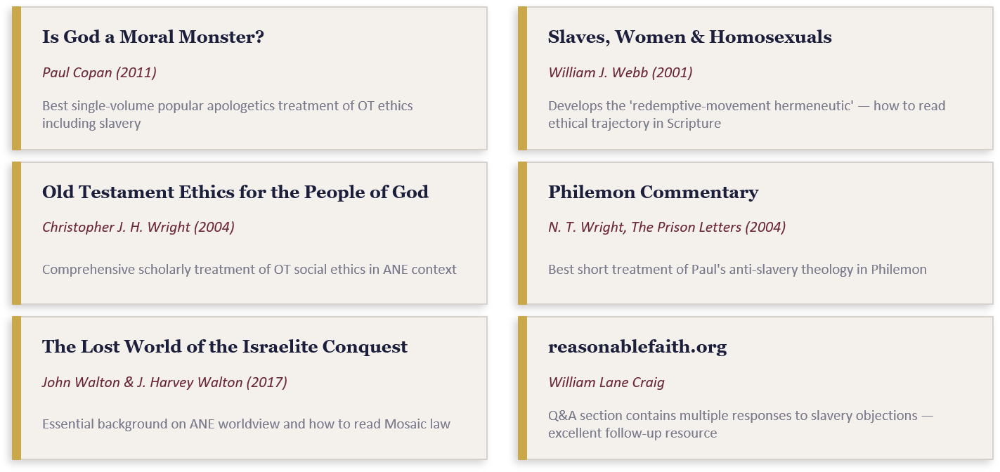 Is God a Moral Monster?
Paul Copan (2011)
Best single-volume popular apologetics treatment of OT ethics
including slavery
Slaves, Women & Homosexuals
William J. Webb (2001)
Develops the 'redemptive-movement hermeneutic' — how to read
ethical trajectory in Scripture
Old Testament Ethics for the People of God
Christopher J. H. Wright (2004)
Comprehensive scholarly treatment of OT social ethics in ANE context
Philemon Commentary
N. T. Wright, The Prison Letters (2004)
Best short treatment of Paul's anti-slavery theology in Philemon
The Lost World of the Israelite Conquest
John Walton & J. Harvey Walton (2017)
Essential background on ANE worldview and how to read Mosaic law
reasonablefaith.org
William Lane Craig
Q&A section contains multiple responses to slavery objections —
excellent follow-up resource